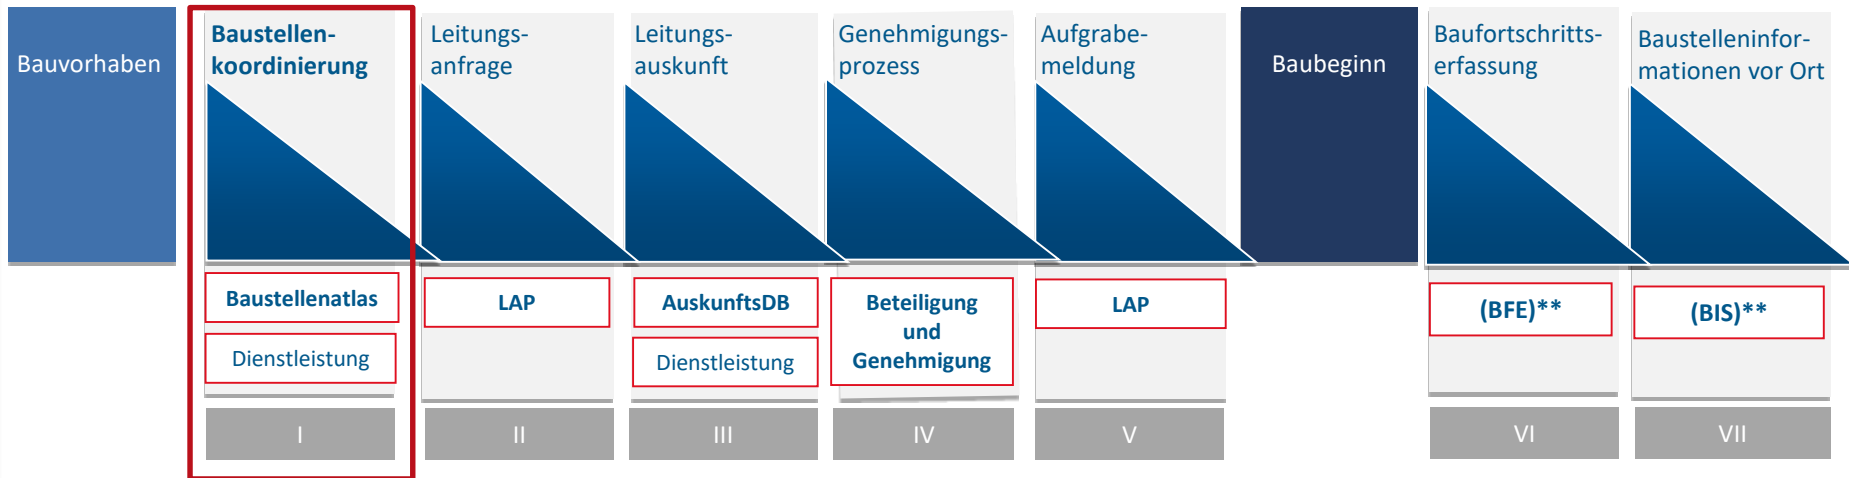 Bauvorhaben
Baustellen-
koordinierung
Leitungs-
anfrage
Leitungs-
auskunft
Genehmigungs-
prozess
Aufgrabe-
meldung
Baubeginn
Baufortschritts-
erfassung
Baustelleninfor-
mationen vor Ort
Baustellenatlas
Dienstleistung
LAP
AuskunftsDB
Dienstleistung
Beteiligung
und
Genehmigung
LAP
(BFE)**
(BIS)**
I
II
III
IV
V
VI
VII